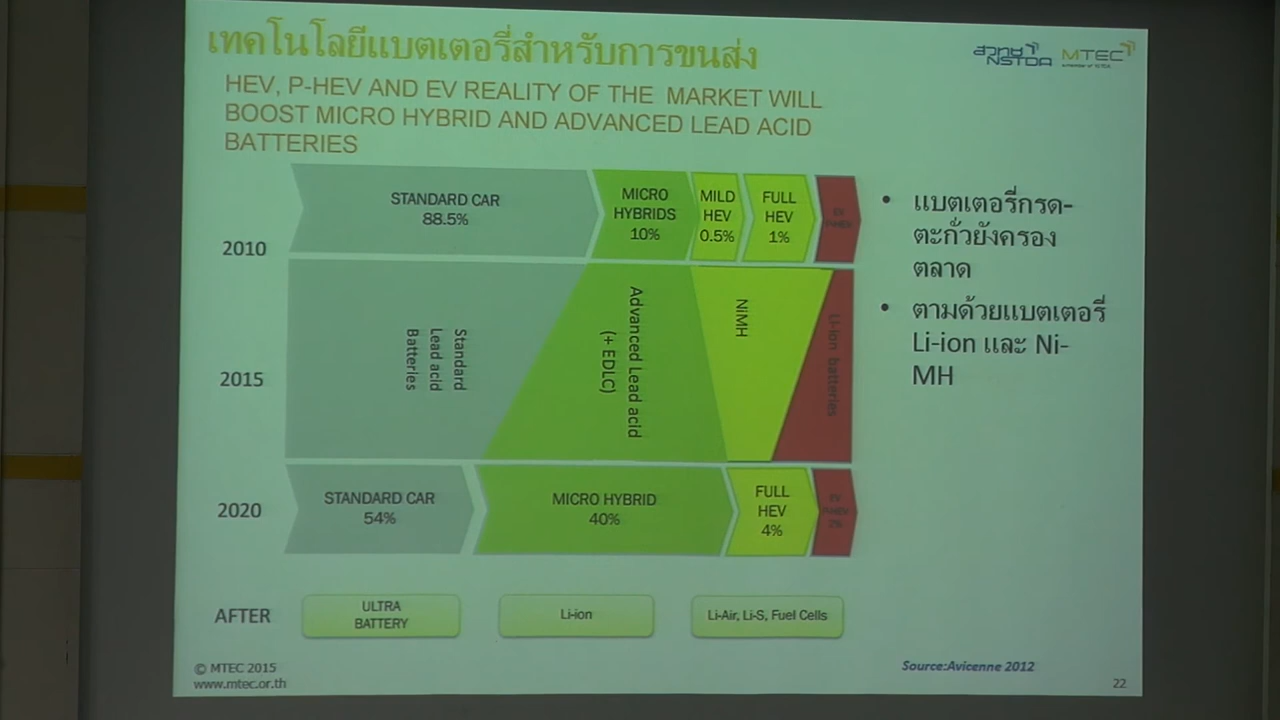 เทคโนโลยีแบตเตอรี่สำหรับการขนส่ง
สวทช
NSTDA
MTEC
HEV, P-HEV AND EV REALITY OF THE MARKET WILL
BOOST MICRO HYBRID AND ADVANCED LEAD ACID
BATTERIES
2010
STANDARD CAR
88.5%
MICRO
HYBRIDS
10%
MILD
HEV
0.5%
FULL
HEV
1%
EV
P-HEV
2015
Standard
Lead acid
Batteries
Advanced Lead acid
(+ EDLC)
NiMH
Li-Ion batteries
2020
STANDARD CAR
54%
MICRO HYBRID
40%
FULL
HEV
4%
EV
P-HEV
2%
AFTER
ULTRA
BATTERY
Li-ion
Li-Air, Li-S, Fuel Cells
• แบตเตอรี่กรด-
ตะกั่วยังครอง
ตลาด
• ตามด้วยแบตเตอรี่
Li-ion และ Ni-
MH
© MTEC 2015
www.mtec.or.th
Source:Avicenne 2012
22